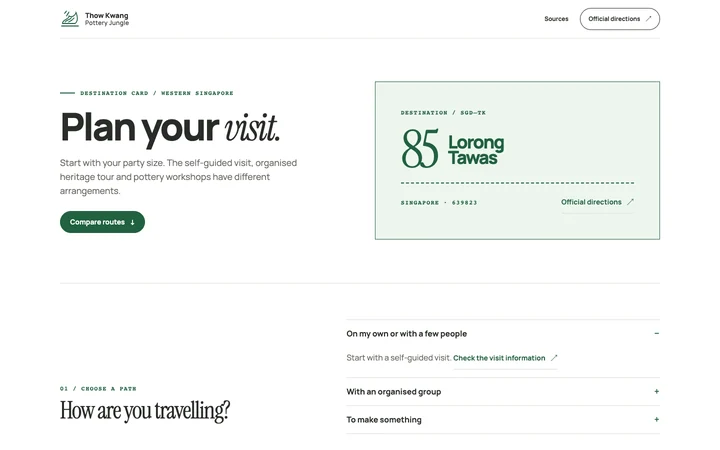 Thow Kwang
Pottery Jungle
Sources
Official directions ↗
DESTINATION CARD / WESTERN SINGAPORE
Plan your visit.
Start with your party size. The self-guided visit, organised
heritage tour and pottery workshops have different
arrangements.
Compare routes ↓
DESTINATION / SGD—TK
85 Lorong
Tawas
SINGAPORE · 639823
Official directions ↗
01 / CHOOSE A PATH
How are you travelling?
On my own or with a few people −
Start with a self-guided visit. Check the visit information ↗
With an organised group +
To make something +